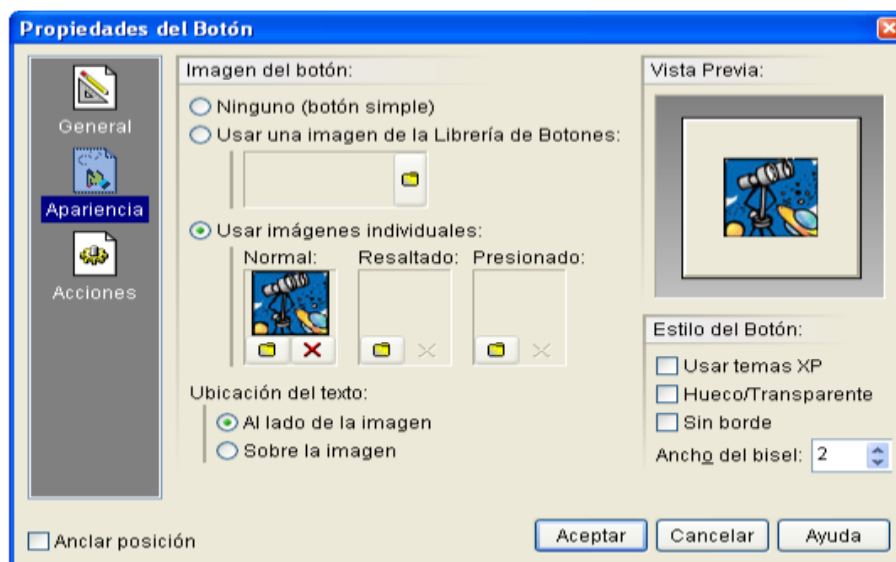 Propiedades del Botón
General
Apariencia
Acciones
Imagen del botón:
Ninguno (botón simple)
Usar una imagen de la Librería de Botones:
Usar imágenes individuales:
Normal: Resaltado: Presionado:
Ubicación del texto:
Al lado de la imagen
Sobre la imagen
Vista Previa:
Estilo del Botón:
Usar temas XP
Hueco/Transparente
Sin borde
Ancho del bisel: 2
Anclar posición
Aceptar Cancelar Ayuda